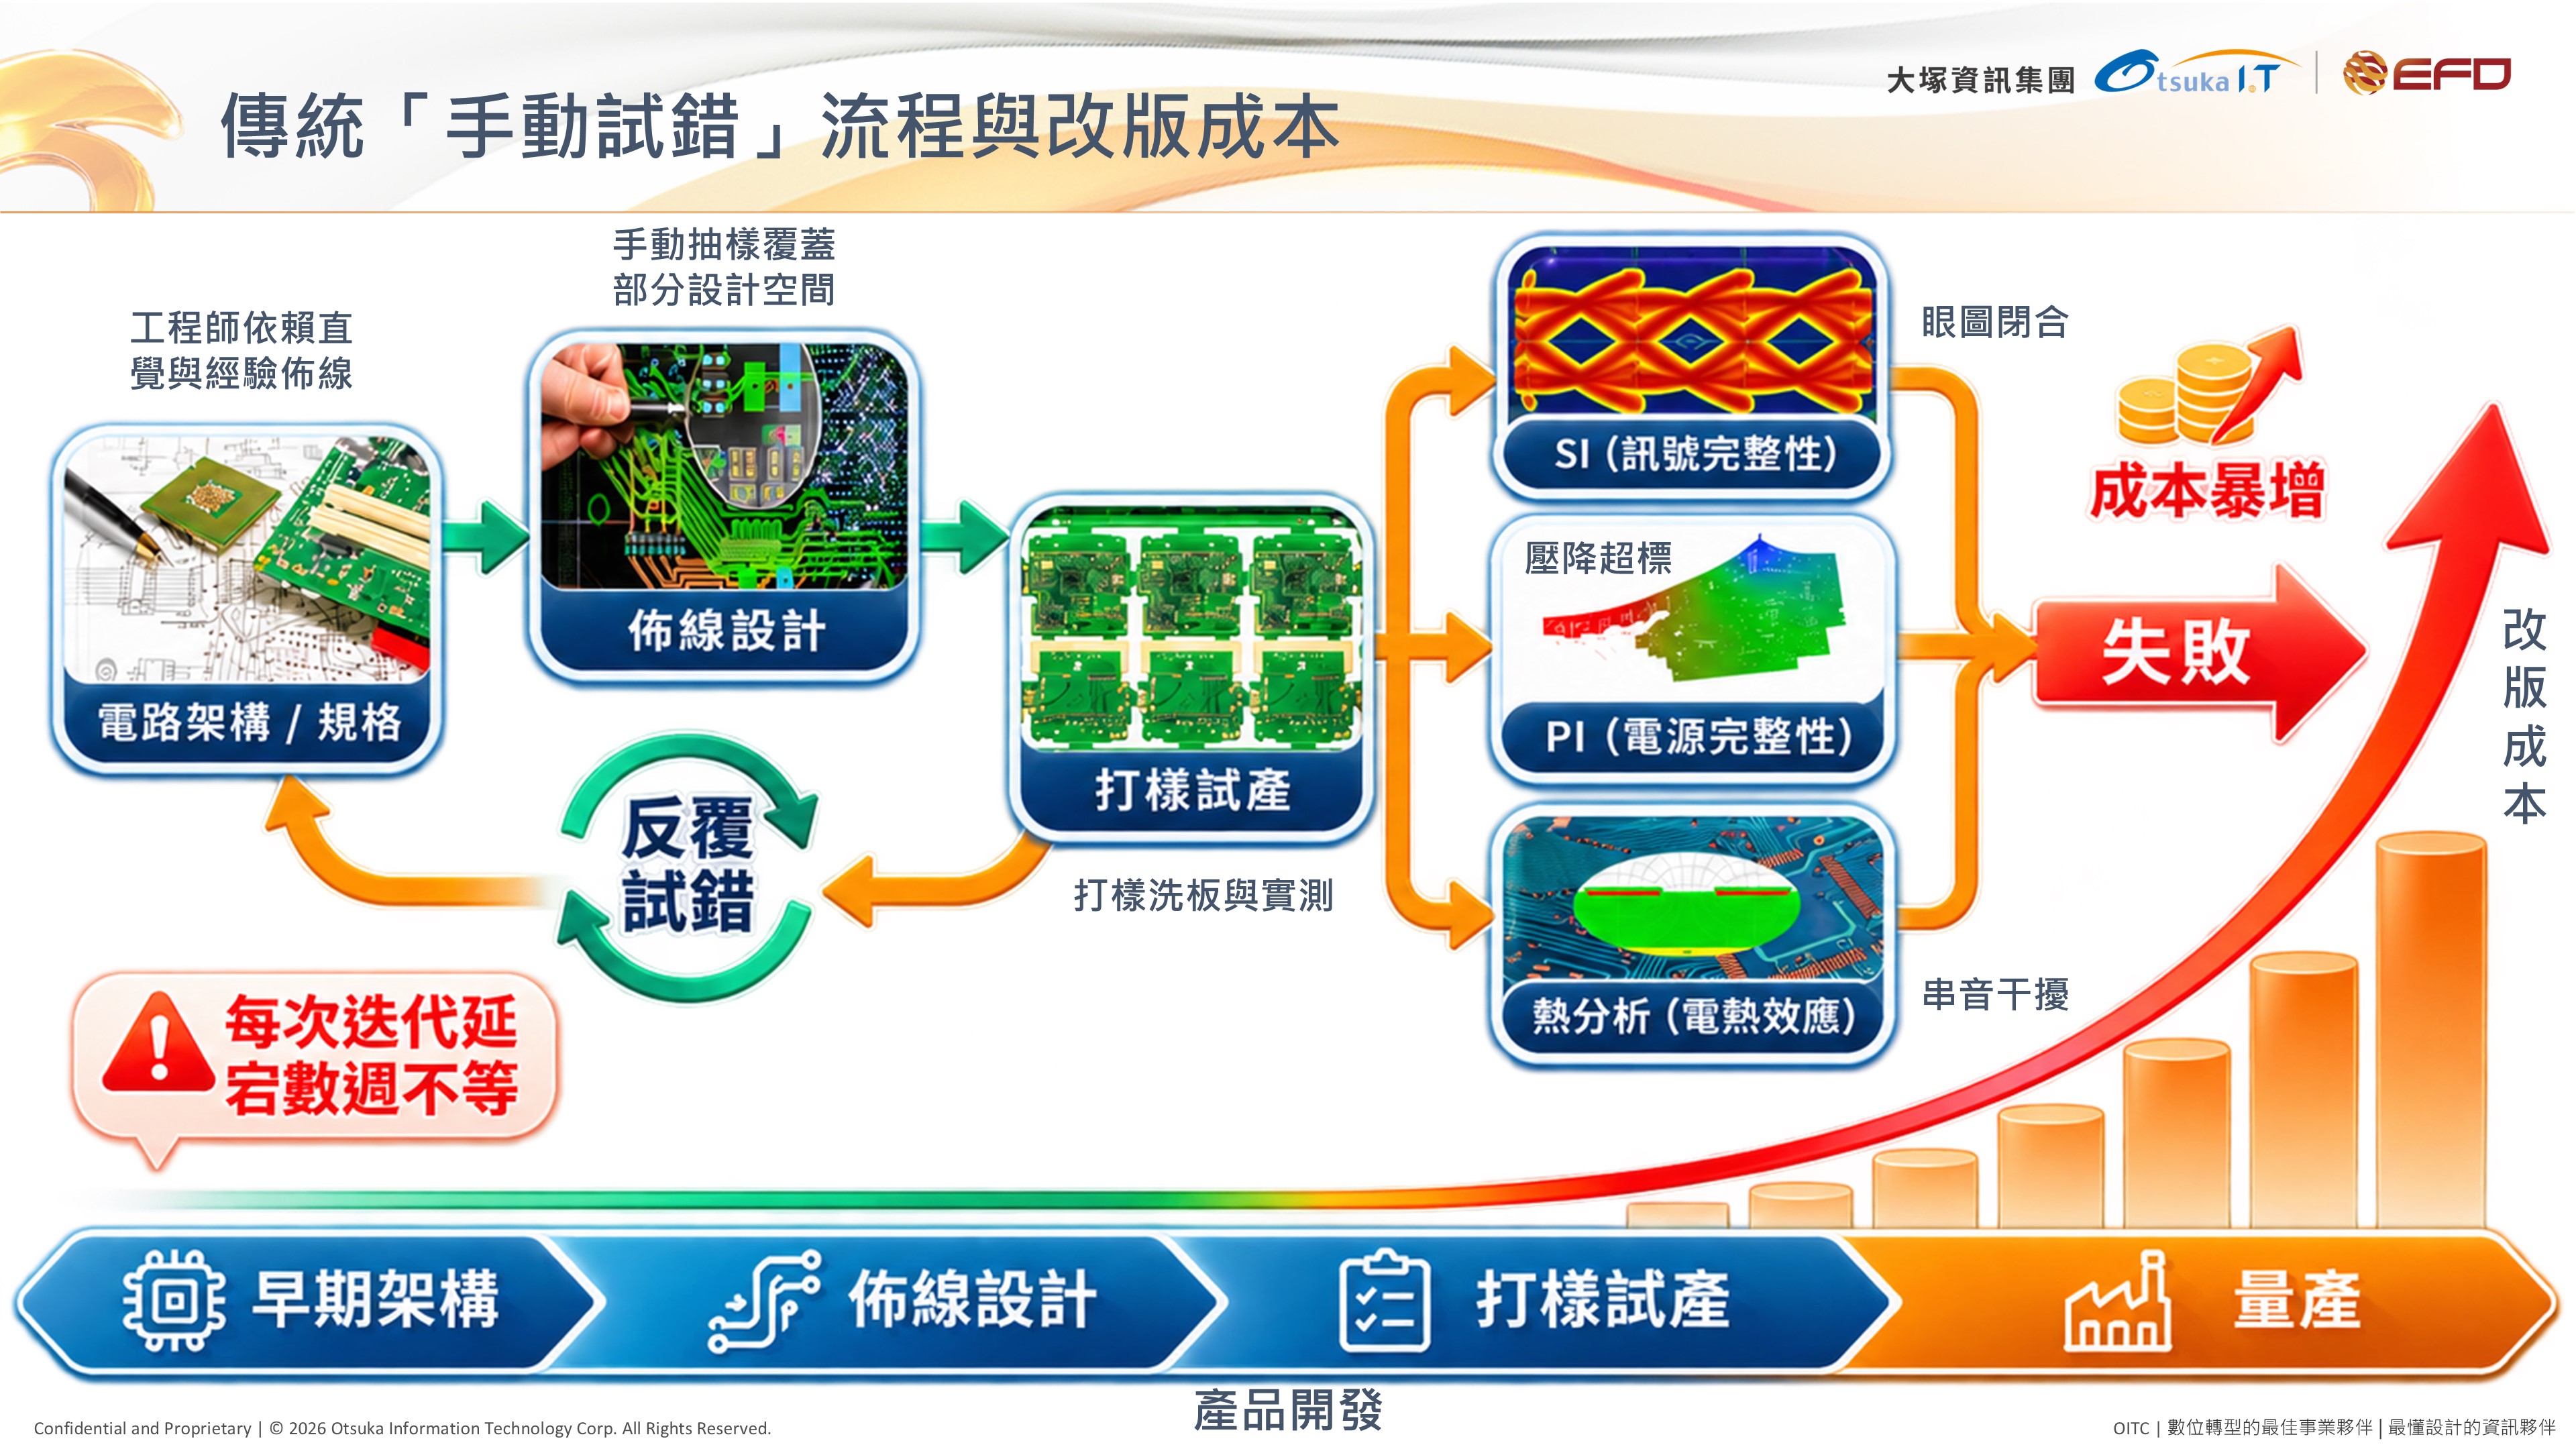 大塚資訊集團 Otsuka I.T EFD
傳統「手動試錯」流程與改版成本
手動抽樣覆蓋
部分設計空間
工程師依賴直
覺與經驗佈線
電路架構 / 規格
佈線設計
打樣試產
打樣洗板與實測
反覆
試錯
SI (訊號完整性)
眼圖閉合
壓降超標
PI (電源完整性)
熱分析 (電熱效應)
串音干擾
成本暴增
失敗
改版成本
每次迭代延
宕數週不等
早期架構
佈線設計
打樣試產
量產
產品開發
Confidential and Proprietary | © 2026 Otsuka Information Technology Corp. All Rights Reserved.
OITC | 數位轉型的最佳事業夥伴 | 最懂設計的資訊夥伴